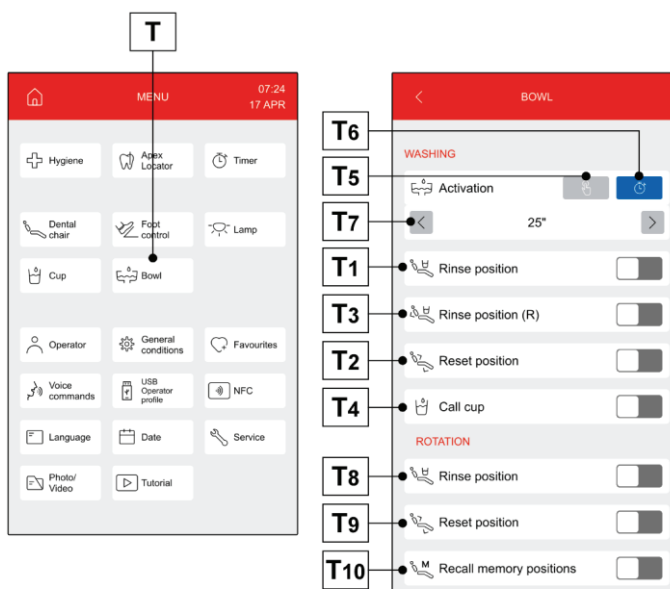 T
MENU
07:24
17 APR
Hygiene
Apex
Locator
Timer
Dental
chair
Foot
control
Lamp
Cup
Bowl
Operator
General
conditions
Favourites
Voice
commands
USB
Operator
profile
NFC
Language
Date
Service
Photo/
Video
Tutorial
BOWL
T6
WASHING
T5
Activation
T7
25"
T1
Rinse position
T3
Rinse position (R)
T2
Reset position
T4
Call cup
ROTATION
T8
Rinse position
T9
Reset position
T10
M
Recall memory positions